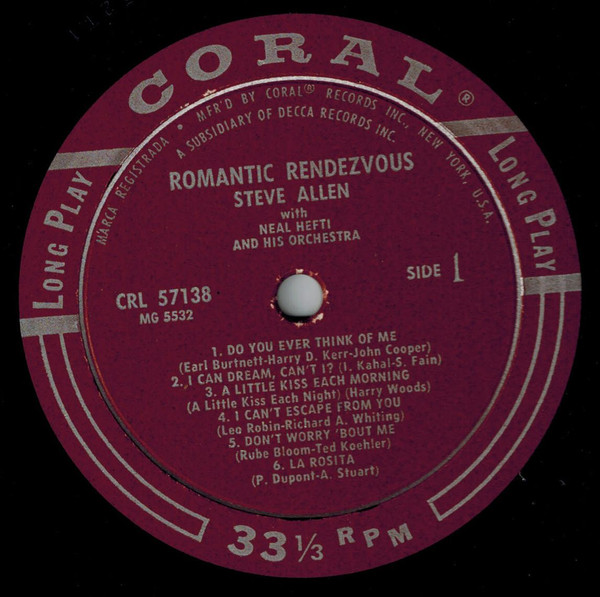 CORAL®
MARCA REGISTRADA • MFR'D BY CORAL® RECORDS INC., NEW YORK, U.S.A.
A SUBSIDIARY OF DECCA RECORDS INC.
LONG PLAY
LONG PLAY
ROMANTIC RENDEZVOUS
STEVE ALLEN
with
NEAL HEFTI
AND HIS ORCHESTRA
CRL 57138
MG 5532
SIDE 1
1. DO YOU EVER THINK OF ME
(Earl Burtnett-Harry D. Kerr-John Cooper)
2. I CAN DREAM, CAN'T I? (I. Kahal-S. Fain)
3. A LITTLE KISS EACH MORNING
(A Little Kiss Each Night) (Harry Woods)
4. I CAN'T ESCAPE FROM YOU
(Leo Robin-Richard A. Whiting)
5. DON'T WORRY 'BOUT ME
(Rube Bloom-Ted Koehler)
6. LA ROSITA
(P. Dupont-A. Stuart)
33 1/3 RPM